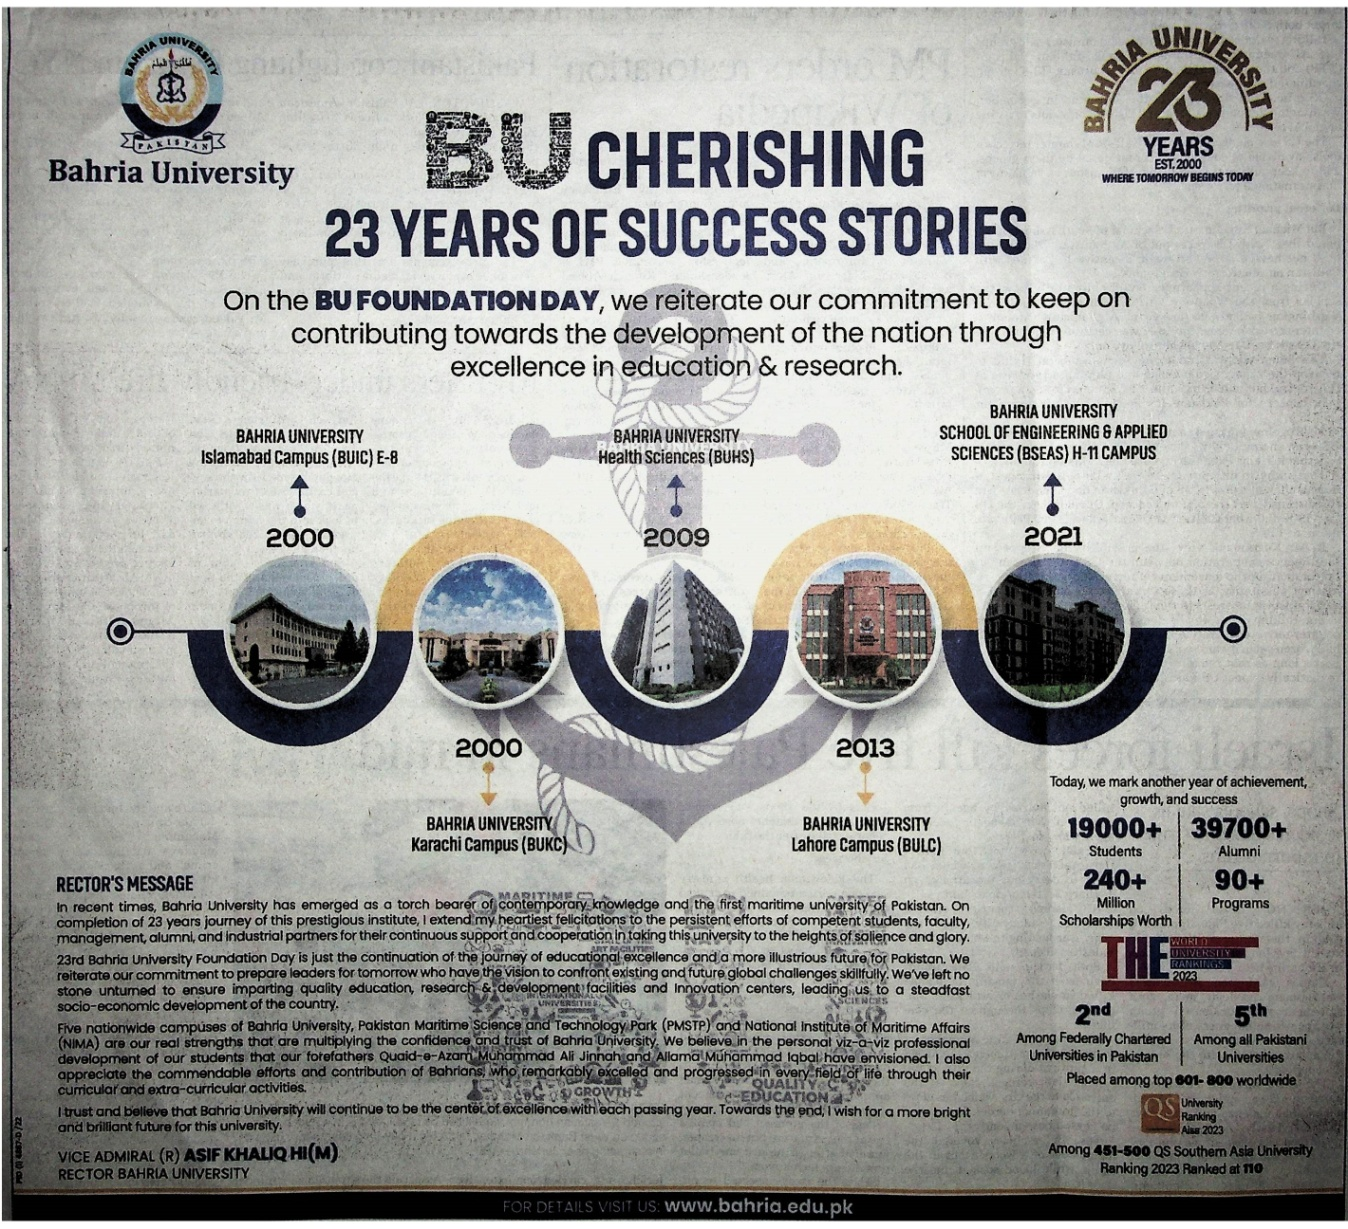 BAHRIA UNIVERSITY
PAKISTAN
Bahria University
BAHRIA UNIVERSITY
23
YEARS
EST. 2000
WHERE TOMORROW BEGINS TODAY
BU CHERISHING
23 YEARS OF SUCCESS STORIES
On the BU FOUNDATION DAY, we reiterate our commitment to keep on
contributing towards the development of the nation through
excellence in education & research.
BAHRIA UNIVERSITY
Islamabad Campus (BUIC) E-8
2000
BAHRIA UNIVERSITY
Health Sciences (BUHS)
2009
BAHRIA UNIVERSITY
SCHOOL OF ENGINEERING & APPLIED
SCIENCES (BSEAS) H-11 CAMPUS
2021
2000
BAHRIA UNIVERSITY
Karachi Campus (BUKC)
2013
BAHRIA UNIVERSITY
Lahore Campus (BULC)
RECTOR'S MESSAGE
In recent times, Bahria University has emerged as a torch bearer of contemporary knowledge and the first maritime university of Pakistan. On
completion of 23 years journey of this prestigious institute, I extend my heartiest felicitations to the persistent efforts of competent students, faculty,
management, alumni, and industrial partners for their continuous support and cooperation in taking this university to the heights of salience and glory.
23rd Bahria University Foundation Day is just the continuation of the journey of educational excellence and a more illustrious future for Pakistan. We
reiterate our commitment to prepare leaders for tomorrow who have the vision to confront existing and future global challenges skillfully. We've left no
stone unturned to ensure imparting quality education, research & development facilities and Innovation centers, leading us to a steadfast
socio-economic development of the country.
Five nationwide campuses of Bahria University, Pakistan Maritime Science and Technology Park (PMSTP) and National Institute of Maritime Affairs
(NIMA) are our real strengths that are multiplying the confidence and trust of Bahria University. We believe in the personal viz-a-viz professional
development of our students that our forefathers Quaid-e-Azam Muhammad Ali Jinnah and Allama Muhammad Iqbal have envisioned. I also
appreciate the commendable efforts and contribution of Bahrians, who remarkably excelled and progressed in every field of life through their
curricular and extra-curricular activities.
I trust and believe that Bahria University will continue to be the center of excellence with each passing year. Towards the end, I wish for a more bright
and brilliant future for this university.
VICE ADMIRAL (R) ASIF KHALIQ HI(M)
RECTOR BAHRIA UNIVERSITY
Today, we mark another year of achievement,
growth, and success
19000+
Students
39700+
Alumni
240+
Million
Scholarships Worth
90+
Programs
THE WORLD
UNIVERSITY
RANKINGS
2023
2nd
Among Federally Chartered
Universities in Pakistan
5th
Among all Pakistani
Universities
Placed among top 601- 800 worldwide
QS University
Ranking
Aisa 2023
Among 451-500 QS Southern Asia University
Ranking 2023 Ranked at 110
MARITIME
QUALITY
EDUCATION
GROWTH
FOR DETAILS VISIT US: www.bahria.edu.pk